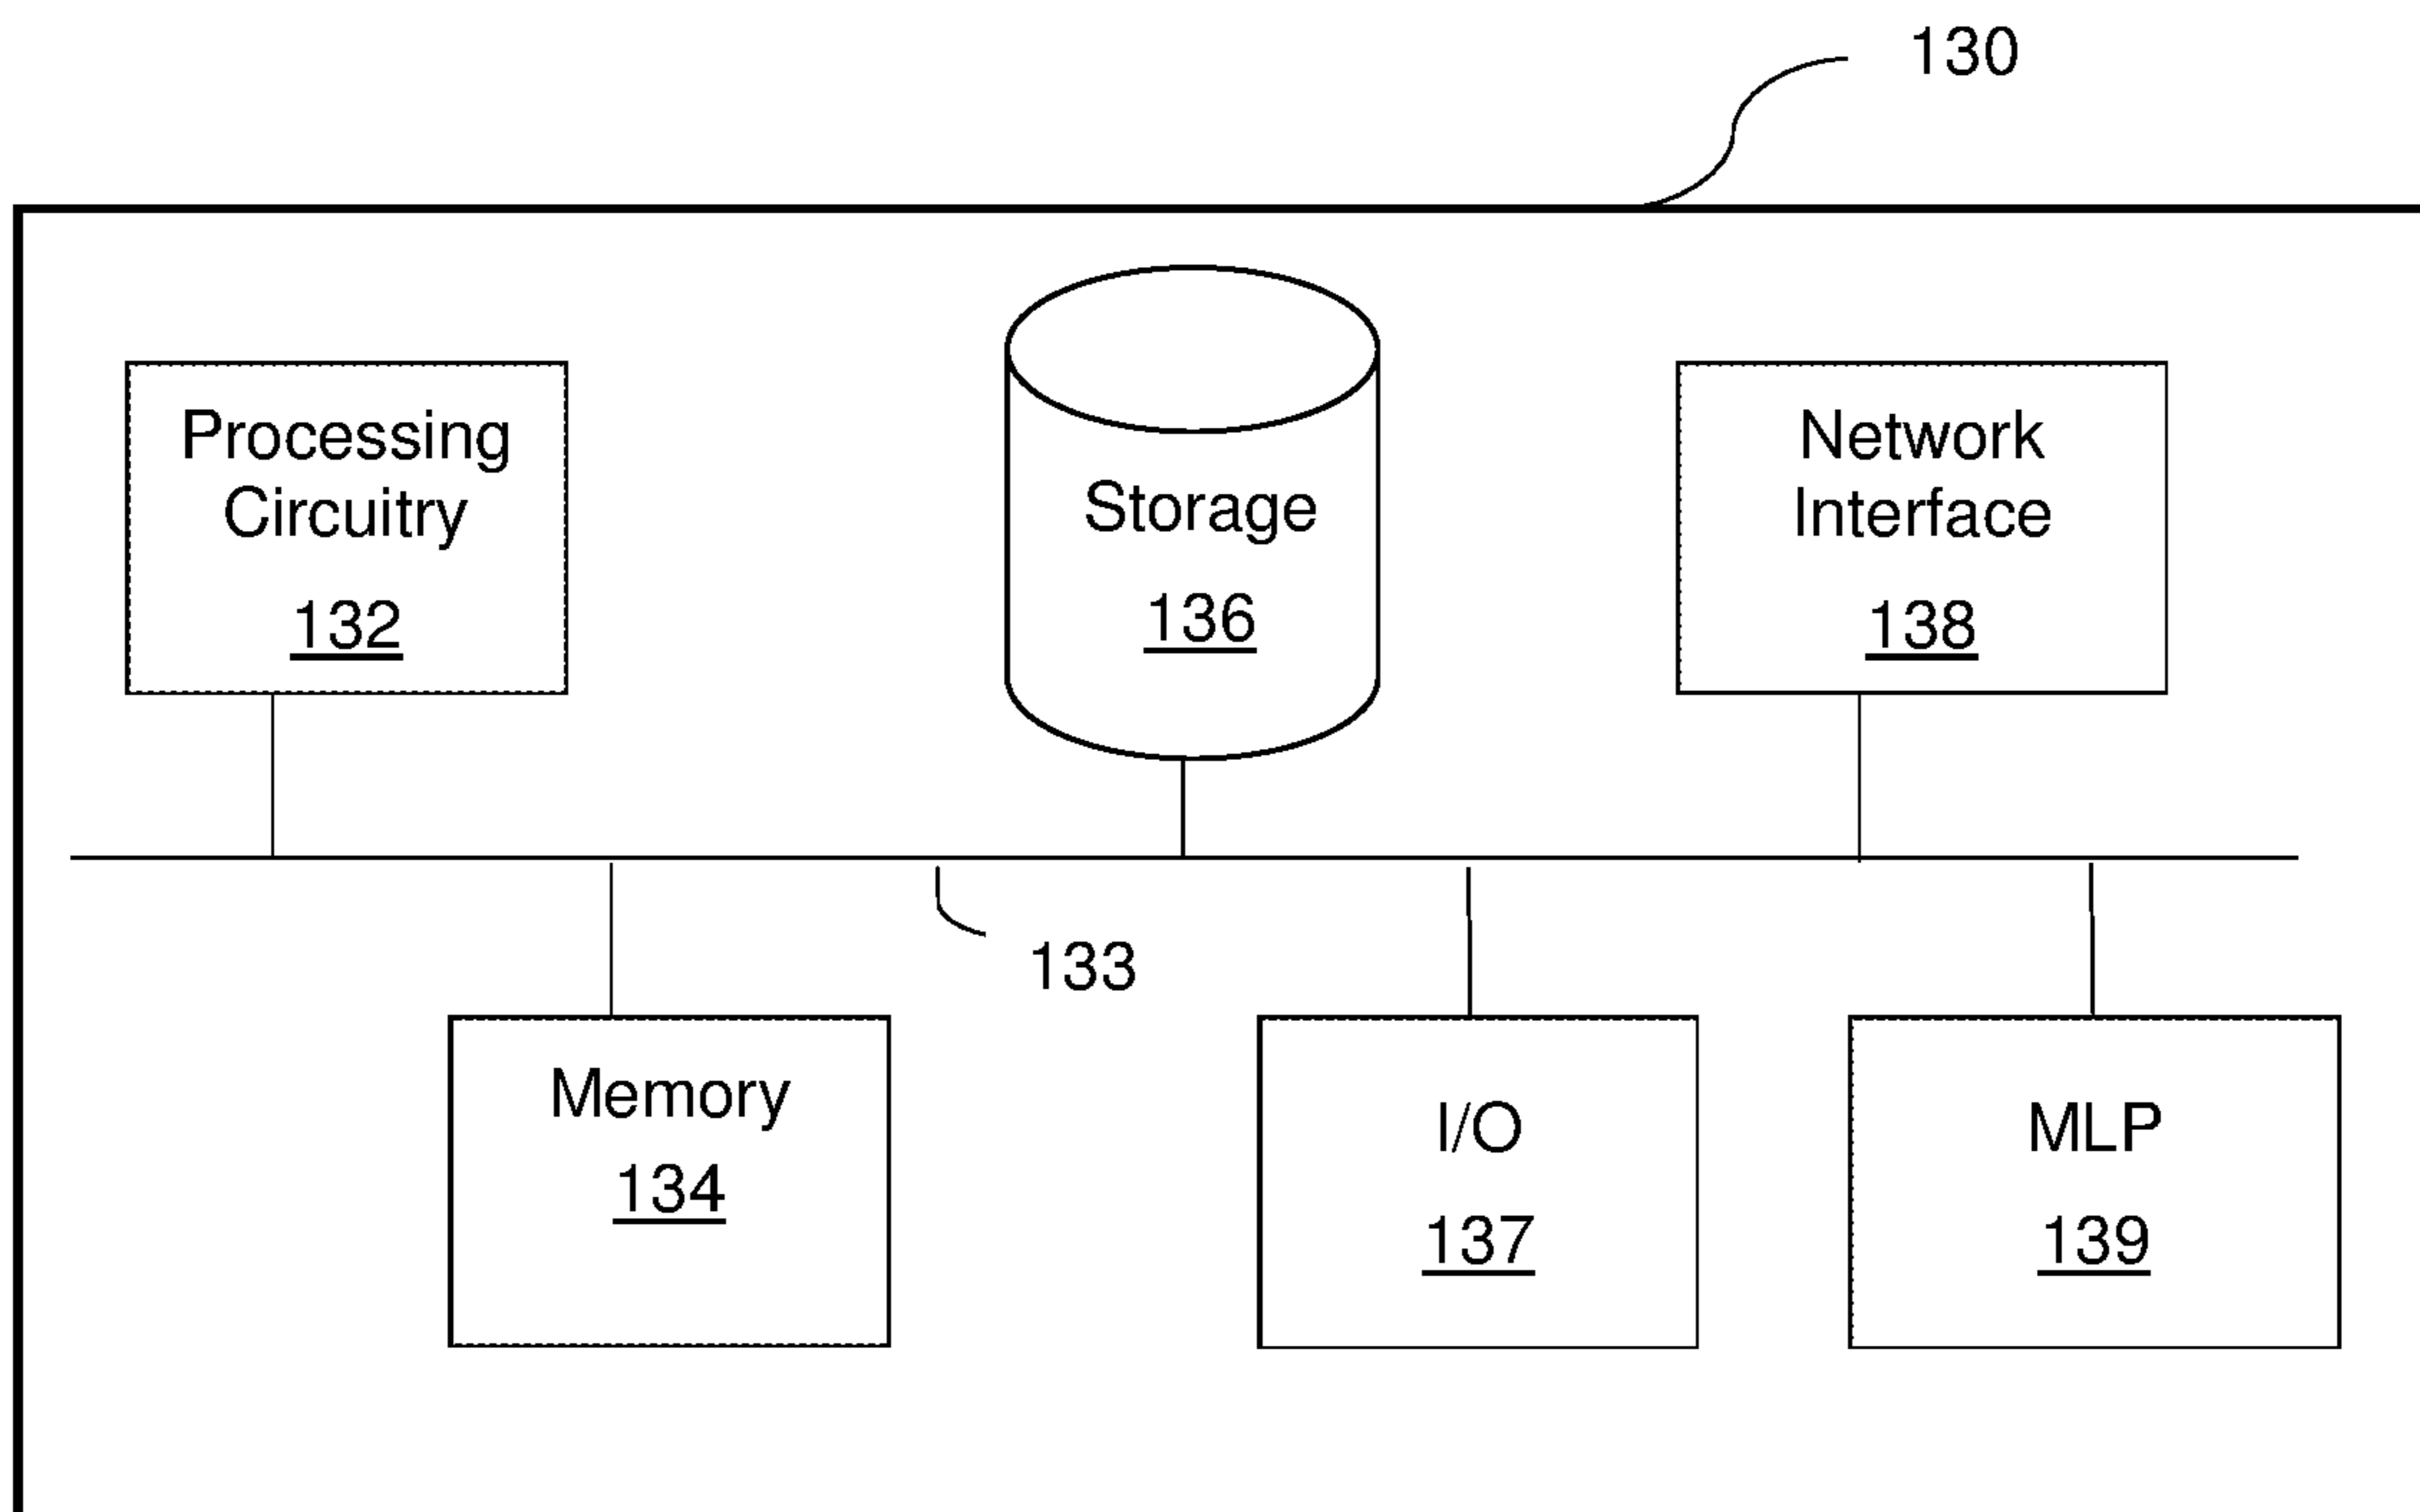 130
Processing
Circuitry
132
Storage
136
Network
Interface
138
133
Memory
134
I/O
137
MLP
139